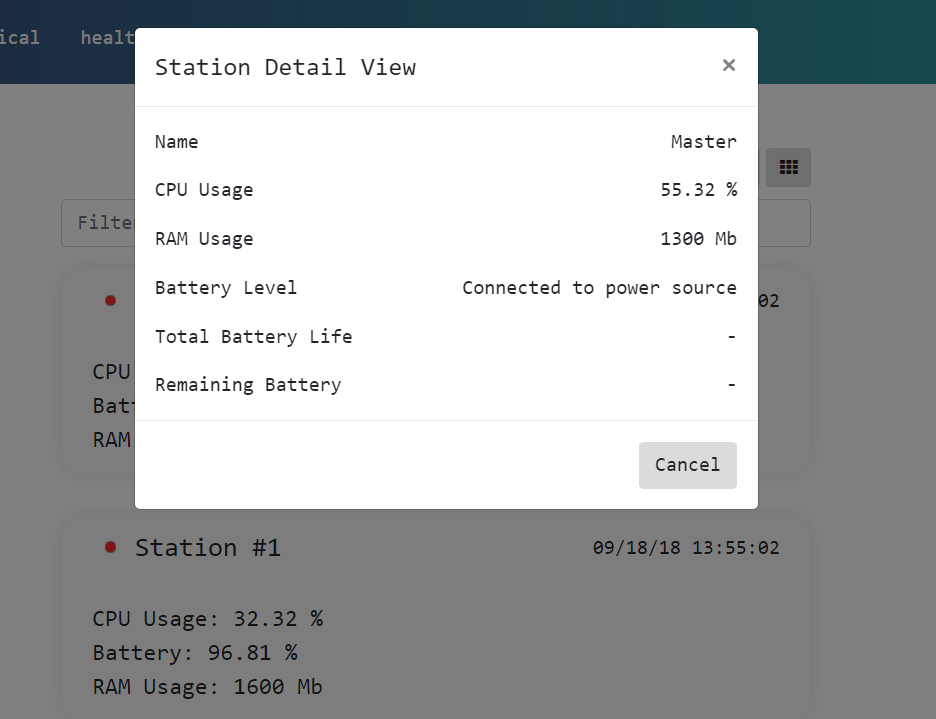 ical healt
Station Detail View ×
Name Master
CPU Usage 55.32 %
RAM Usage 1300 Mb
Battery Level Connected to power source
Total Battery Life -
Remaining Battery -
Cancel
Filte
02
CPU
Bat
RAM
Station #1 09/18/18 13:55:02
CPU Usage: 32.32 %
Battery: 96.81 %
RAM Usage: 1600 Mb